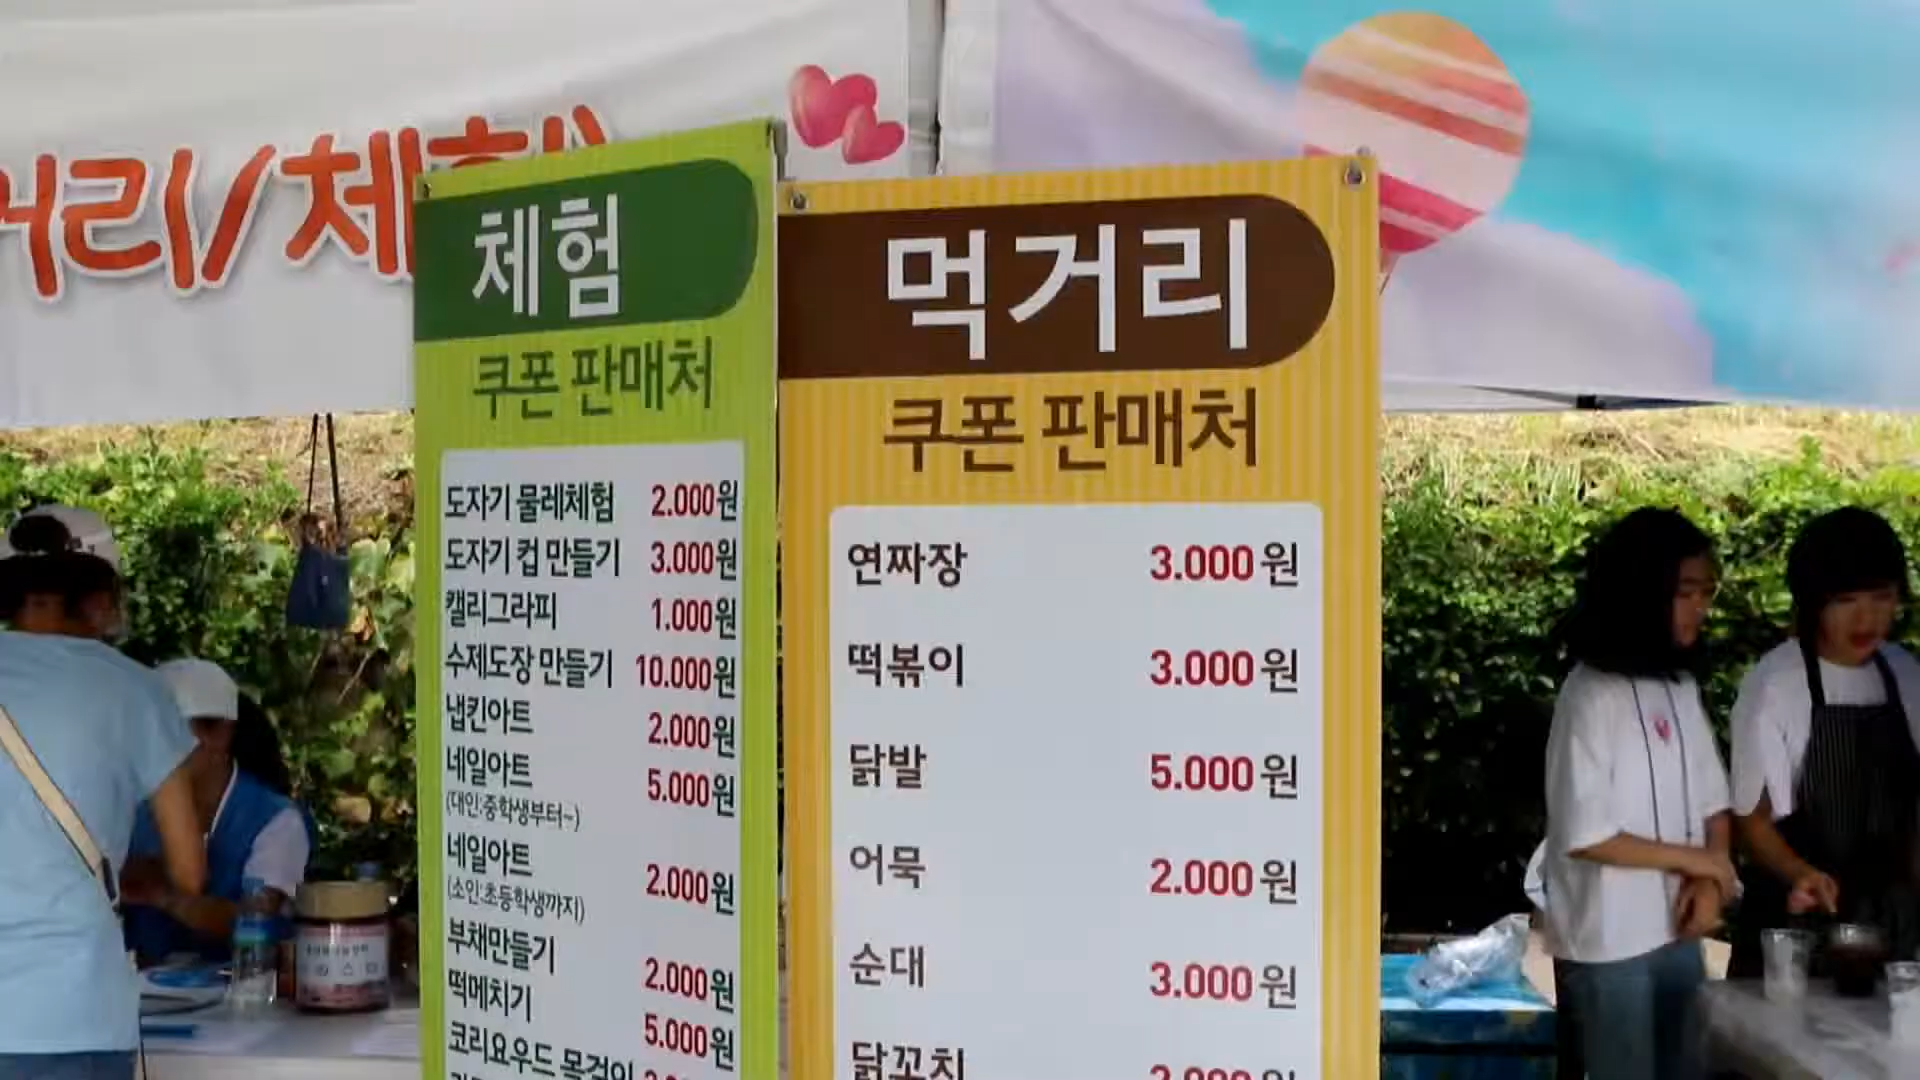 거리/체험
체험
쿠폰 판매처
도자기 물레체험 2.000원
도자기 컵 만들기 3.000원
캘리그라피 1.000원
수제도장 만들기 10.000원
냅킨아트 2.000원
네일아트 5.000원
(대인:중학생부터~)
네일아트 2.000원
(소인:초등학생까지)
부채만들기 2.000원
떡메치기 5.000원
코리요우드 목걸이
먹거리
쿠폰 판매처
연짜장 3.000원
떡볶이 3.000원
닭발 5.000원
어묵 2.000원
순대 3.000원
닭꼬치